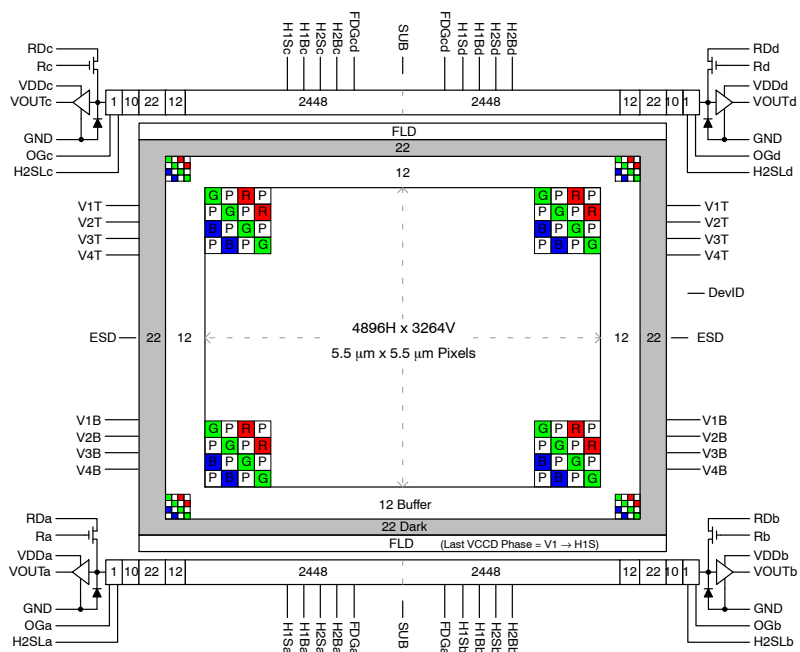 H1Sc
H1Bc
H2Sc
H2Bc
FDGcd
SUB
FDGcd
H1Sd
H1Bd
H2Sd
H2Bd
RDc
Rc
VDDc
VOUTc
GND
OGc
H2SLc
RDd
Rd
VDDd
VOUTd
GND
OGd
H2SLd
1 10 22 12 2448 2448 12 22 10 1
FLD
22
12
G P R P
P G P R
B P G P
P B P G
G P R P
P G P R
B P G P
P B P G
V1T
V2T
V3T
V4T
V1T
V2T
V3T
V4T
DevID
ESD
22 12
4896H x 3264V
5.5 μm x 5.5 μm Pixels
12 22
ESD
V1B
V2B
V3B
V4B
V1B
V2B
V3B
V4B
G P R P
P G P R
B P G P
P B P G
G P R P
P G P R
B P G P
P B P G
12 Buffer
22 Dark
FLD (Last VCCD Phase = V1 → H1S)
RDa
Ra
VDDa
VOUTa
GND
OGa
H2SLa
1 10 22 12 2448 2448 12 22 10 1
RDb
Rb
VDDb
VOUTb
GND
OGb
H2SLb
H1Sa
H1Ba
H2Sa
H2Ba
SUB
H1Sb
H1Bb
H2Sb
H2Bb